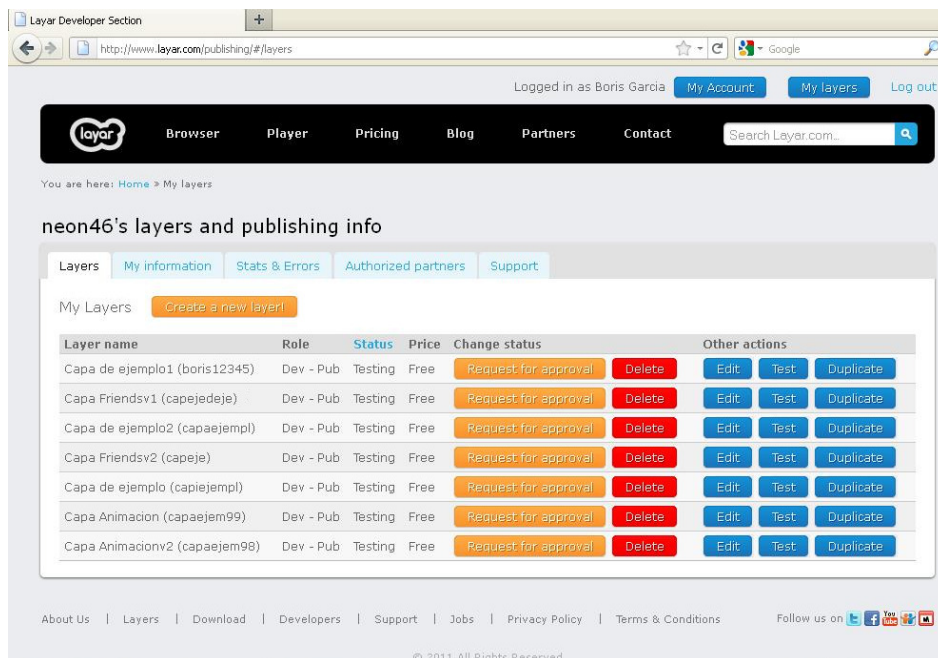 Layar Developer Section
http://www.layar.com/publishing/#/layers
Google
Logged in as Boris Garcia My Account My layers Log out
layar Browser Player Pricing Blog Partners Contact Search Layar.com...
You are here: Home » My layers
neon46's layers and publishing info
Layers My information Stats & Errors Authorized partners Support
My Layers Create a new layer!
Layer name Role Status Price Change status Other actions
Capa de ejemplo1 (boris12345) Dev - Pub Testing Free Request for approval Delete Edit Test Duplicate
Capa Friendsv1 (capejedeje) Dev - Pub Testing Free Request for approval Delete Edit Test Duplicate
Capa de ejemplo2 (capaejempl) Dev - Pub Testing Free Request for approval Delete Edit Test Duplicate
Capa Friendsv2 (capeje) Dev - Pub Testing Free Request for approval Delete Edit Test Duplicate
Capa de ejemplo (capiejempl) Dev - Pub Testing Free Request for approval Delete Edit Test Duplicate
Capa Animacion (capaejem99) Dev - Pub Testing Free Request for approval Delete Edit Test Duplicate
Capa Animacionv2 (capaejem98) Dev - Pub Testing Free Request for approval Delete Edit Test Duplicate
About Us | Layers | Download | Developers | Support | Jobs | Privacy Policy | Terms & Conditions Follow us on You Tube
© 2011 All Rights Reserved